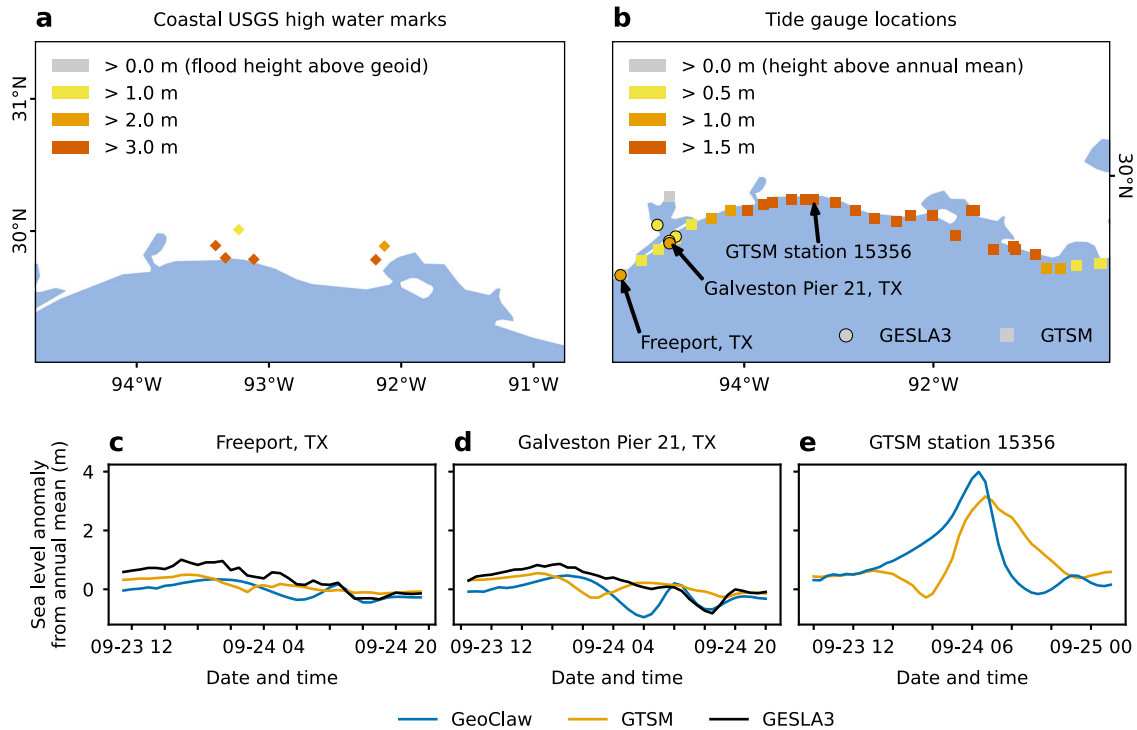 a Coastal USGS high water marks
> 0.0 m (flood height above geoid)
> 1.0 m
> 2.0 m
> 3.0 m
31°N
30°N
94°W 93°W 92°W 91°W
b Tide gauge locations
> 0.0 m (height above annual mean)
> 0.5 m
> 1.0 m
> 1.5 m
30°N
GTSM station 15356
Galveston Pier 21, TX
Freeport, TX
GESLA3 GTSM
94°W 92°W
c Freeport, TX
Sea level anomaly
from annual mean (m)
4
2
0
09-23 12 09-24 04 09-24 20
Date and time
d Galveston Pier 21, TX
09-23 12 09-24 04 09-24 20
Date and time
e GTSM station 15356
09-23 12 09-24 06 09-25 00
Date and time
GeoClaw GTSM GESLA3